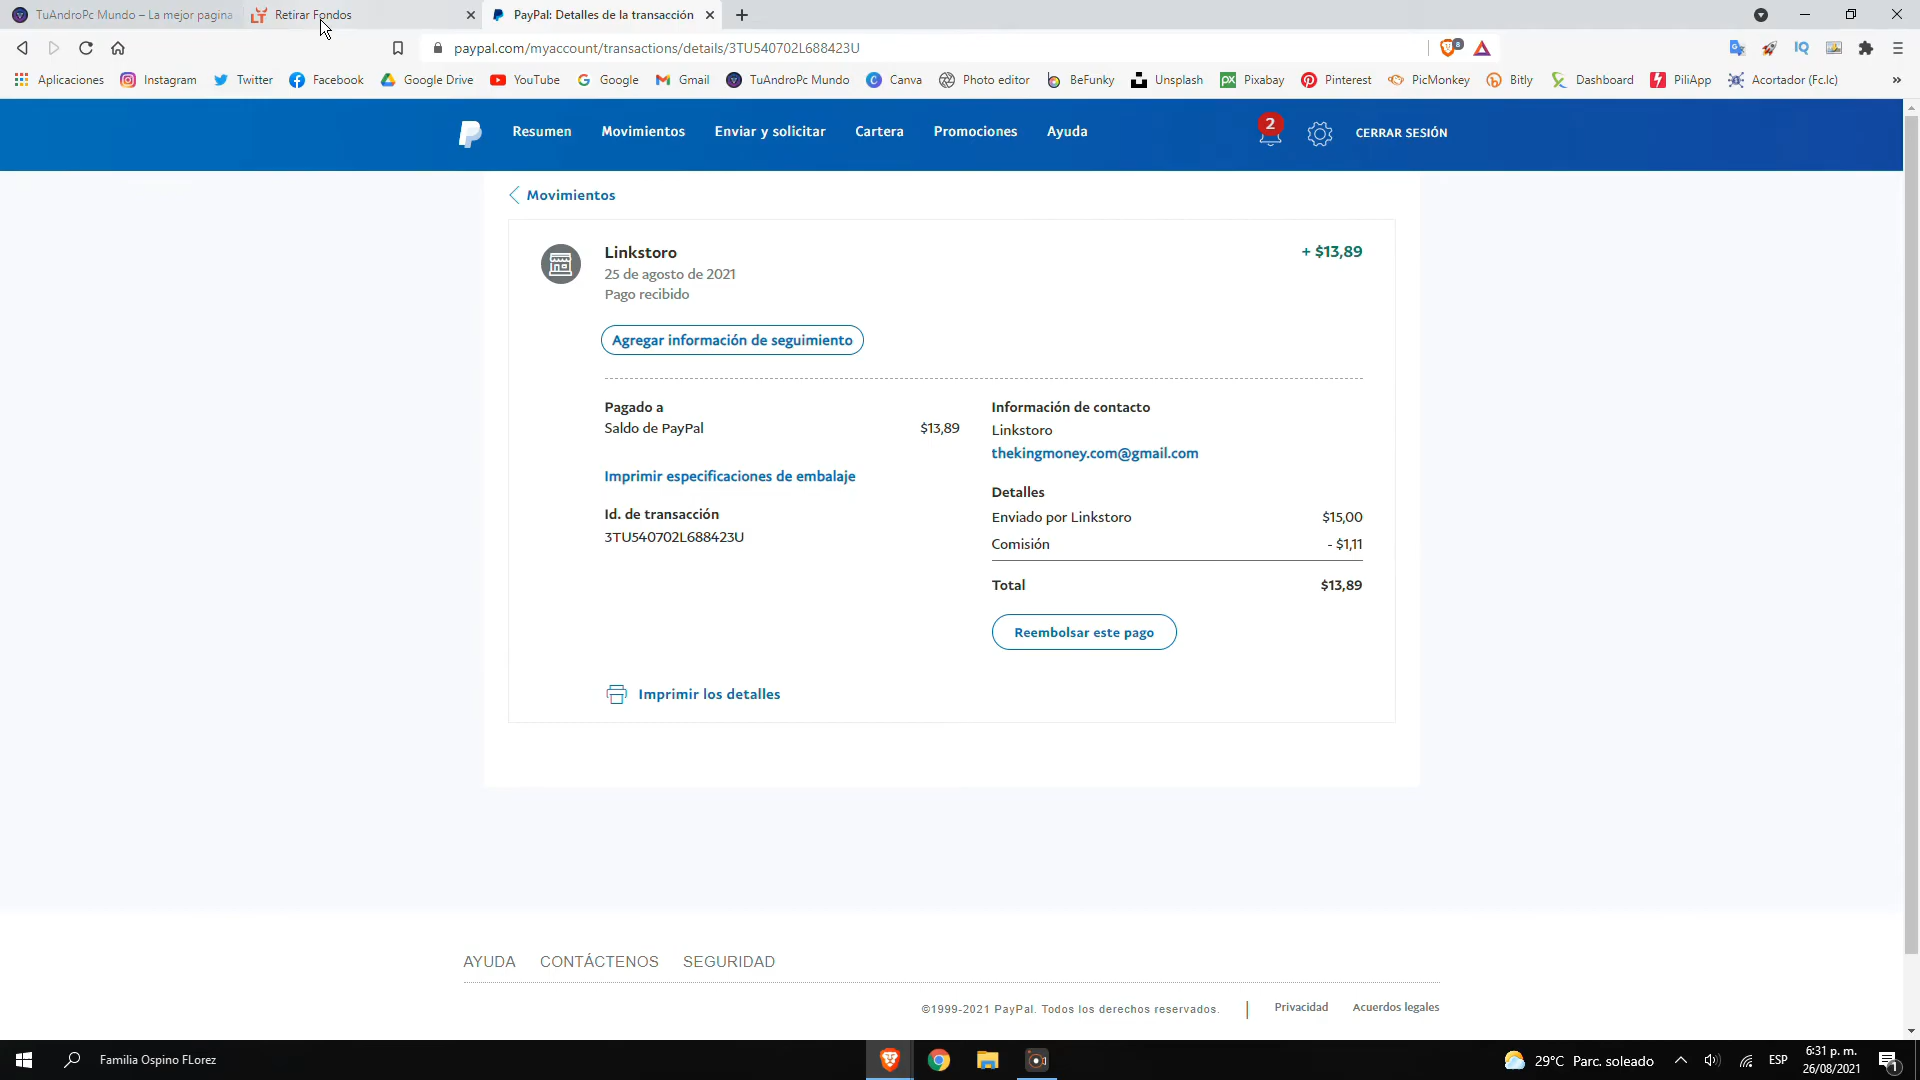 TuAndroPc Mundo – La mejor pagina
Retirar Fondos
PayPal: Detalles de la transacción
paypal.com/myaccount/transactions/details/3TU540702L688423U
8
Aplicaciones Instagram Twitter Facebook Google Drive YouTube Google Gmail TuAndroPc Mundo Canva Photo editor BeFunky Unsplash Pixabay Pinterest PicMonkey Bitly Dashboard PiliApp Acortador (Fc.lc) »
Resumen Movimientos Enviar y solicitar Cartera Promociones Ayuda 2 CERRAR SESIÓN
Movimientos
Linkstoro + $13,89
25 de agosto de 2021
Pago recibido
Agregar información de seguimiento
Pagado a
Saldo de PayPal $13,89
Imprimir especificaciones de embalaje
Id. de transacción
3TU540702L688423U
Información de contacto
Linkstoro
thekingmoney.com@gmail.com
Detalles
Enviado por Linkstoro $15,00
Comisión - $1,11
Total $13,89
Reembolsar este pago
Imprimir los detalles
AYUDA CONTÁCTENOS SEGURIDAD
©1999-2021 PayPal. Todos los derechos reservados. | Privacidad Acuerdos legales
Familia Ospino FLorez
29°C Parc. soleado ESP
6:31 p. m.
26/08/2021
1